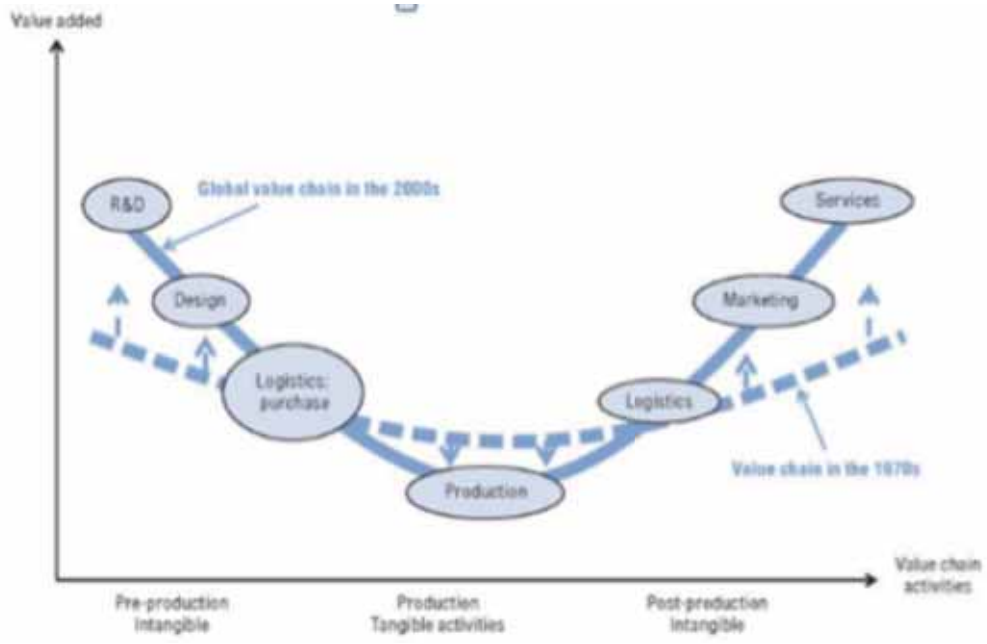 Value added
Global value chain in the 2000s
R&D
Services
Design
Marketing
Logistics:
purchase
Logistics
Value chain in the 1970s
Production
Value chain
activities
Pre-production
Intangible
Production
Tangible activities
Post-production
Intangible